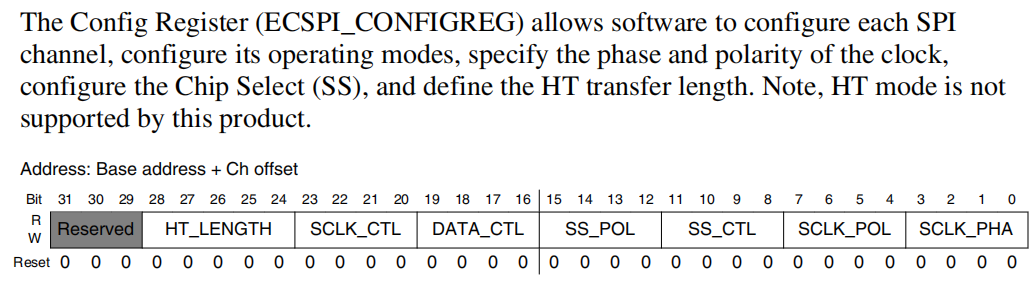 The Config Register (ECSPI_CONFIGREG) allows software to configure each SPI
channel, configure its operating modes, specify the phase and polarity of the clock,
configure the Chip Select (SS), and define the HT transfer length. Note, HT mode is not
supported by this product.
Address: Base address + Ch offset
Bit 31 30 29 28 27 26 25 24 23 22 21 20 19 18 17 16 15 14 13 12 11 10 9 8 7 6 5 4 3 2 1 0
R
Reserved HT_LENGTH SCLK_CTL DATA_CTL SS_POL SS_CTL SCLK_POL SCLK_PHA
W
Reset 0 0 0 0 0 0 0 0 0 0 0 0 0 0 0 0 0 0 0 0 0 0 0 0 0 0 0 0 0 0 0 0